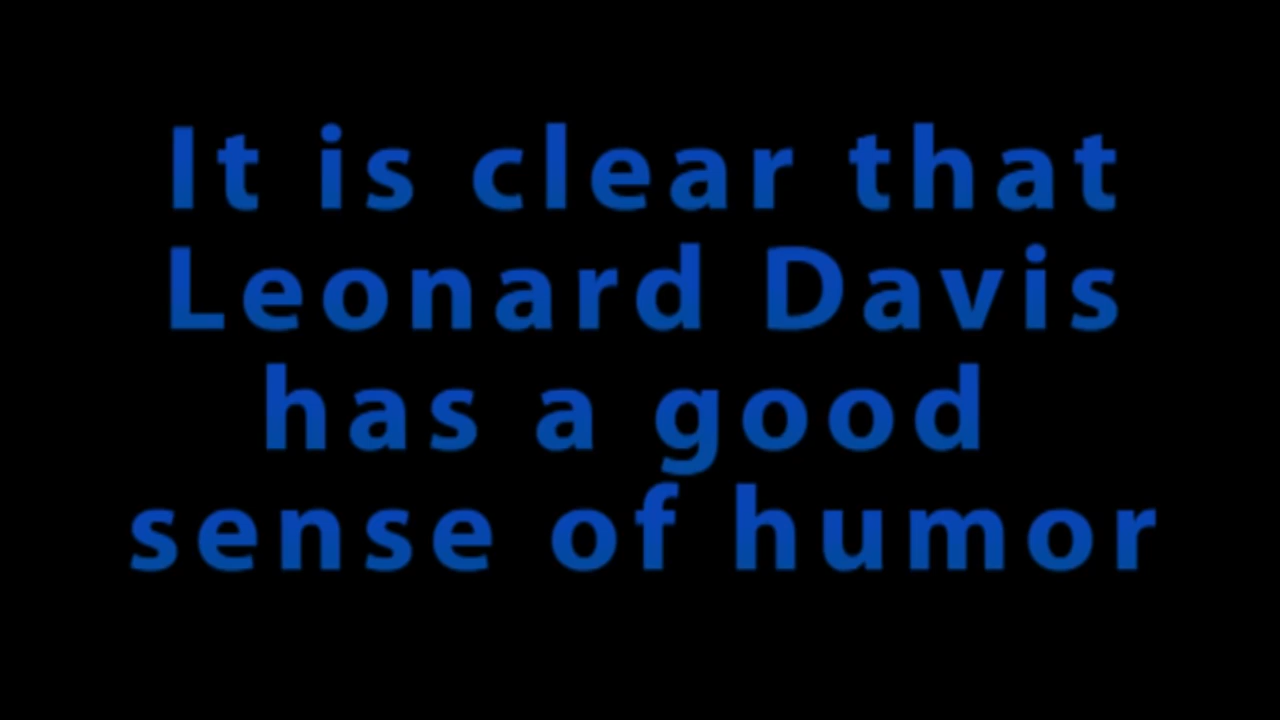 It is clear that
Leonard Davis
has a good
sense of humor